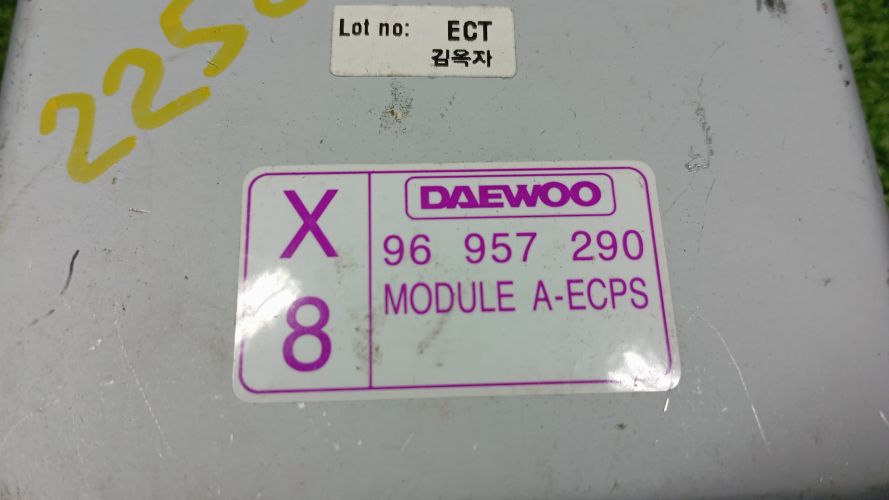 Lot no: ECT
김옥자
X
8
DAEWOO
96 957 290
MODULE A-ECPS